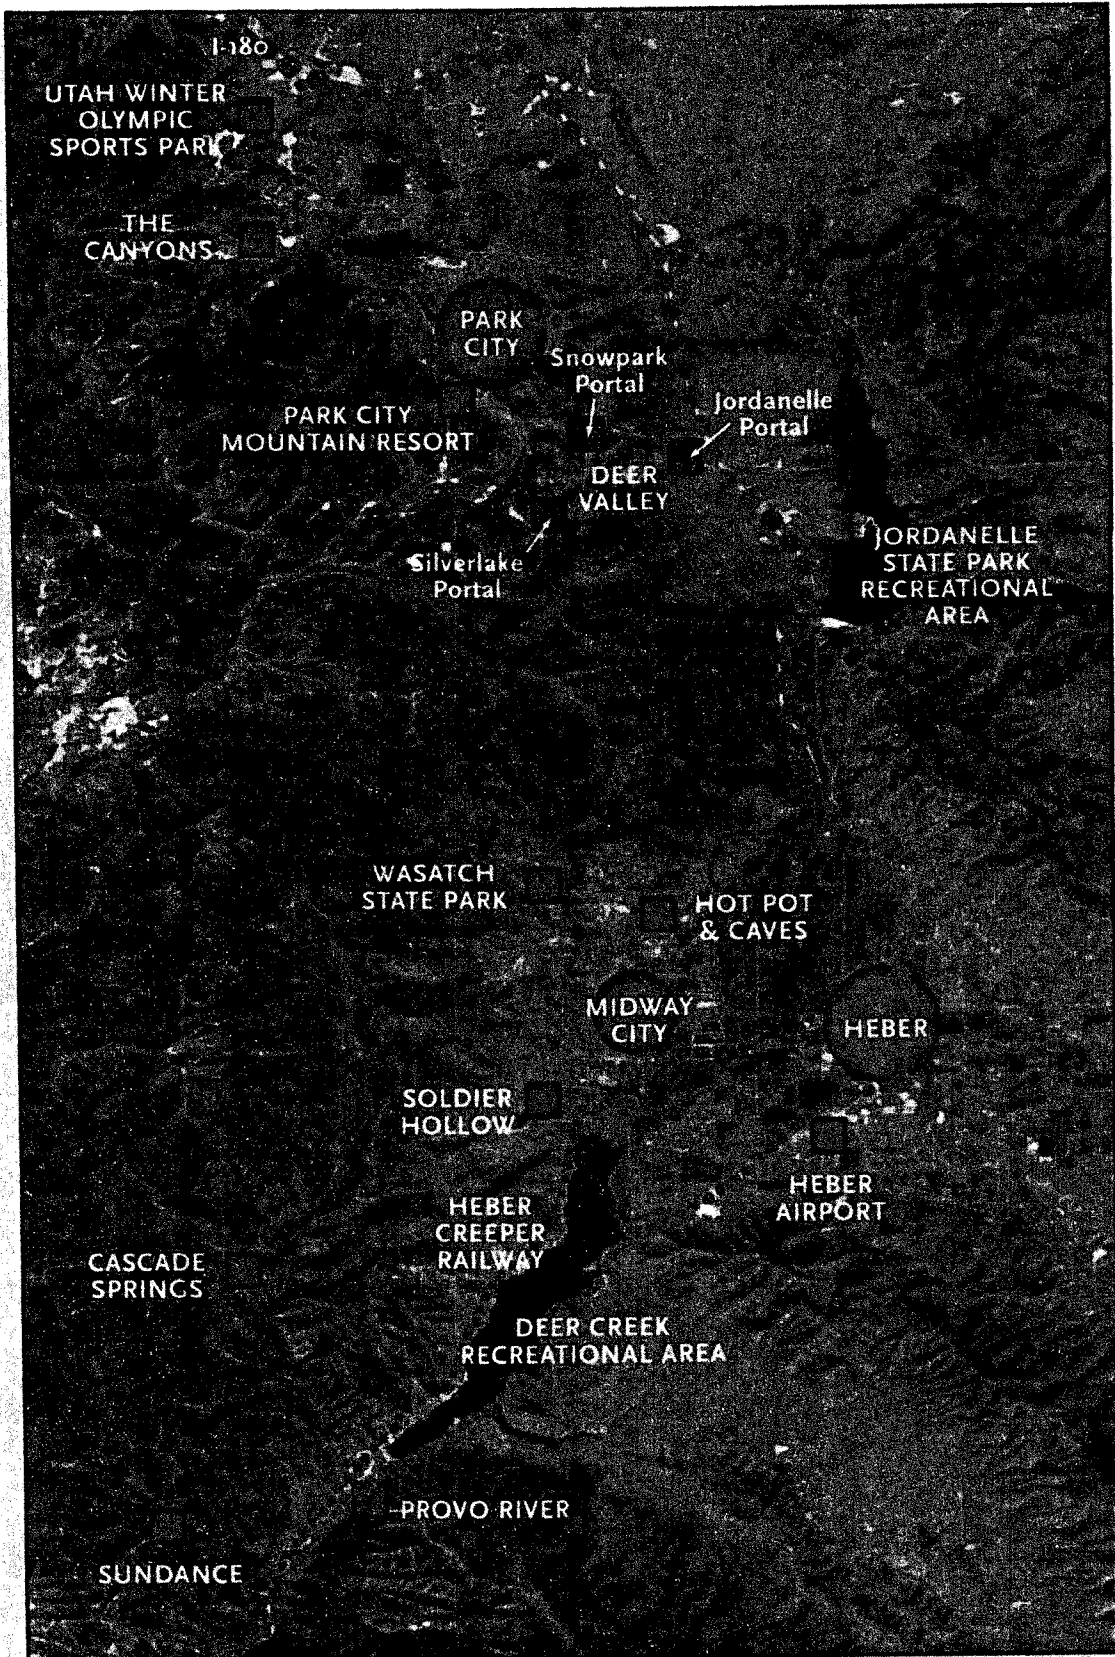 I-180
UTAH WINTER
OLYMPIC
SPORTS PARK
THE
CANYONS
PARK
CITY
Snowpark
Portal
Jordanelle
Portal
PARK CITY
MOUNTAIN RESORT
DEER
VALLEY
Silverlake
Portal
JORDANELLE
STATE PARK
RECREATIONAL
AREA
WASATCH
STATE PARK
HOT POT
& CAVES
MIDWAY
CITY
HEBER
SOLDIER
HOLLOW
HEBER
AIRPORT
HEBER
CREEPER
RAILWAY
CASCADE
SPRINGS
DEER CREEK
RECREATIONAL AREA
PROVO RIVER
SUNDANCE